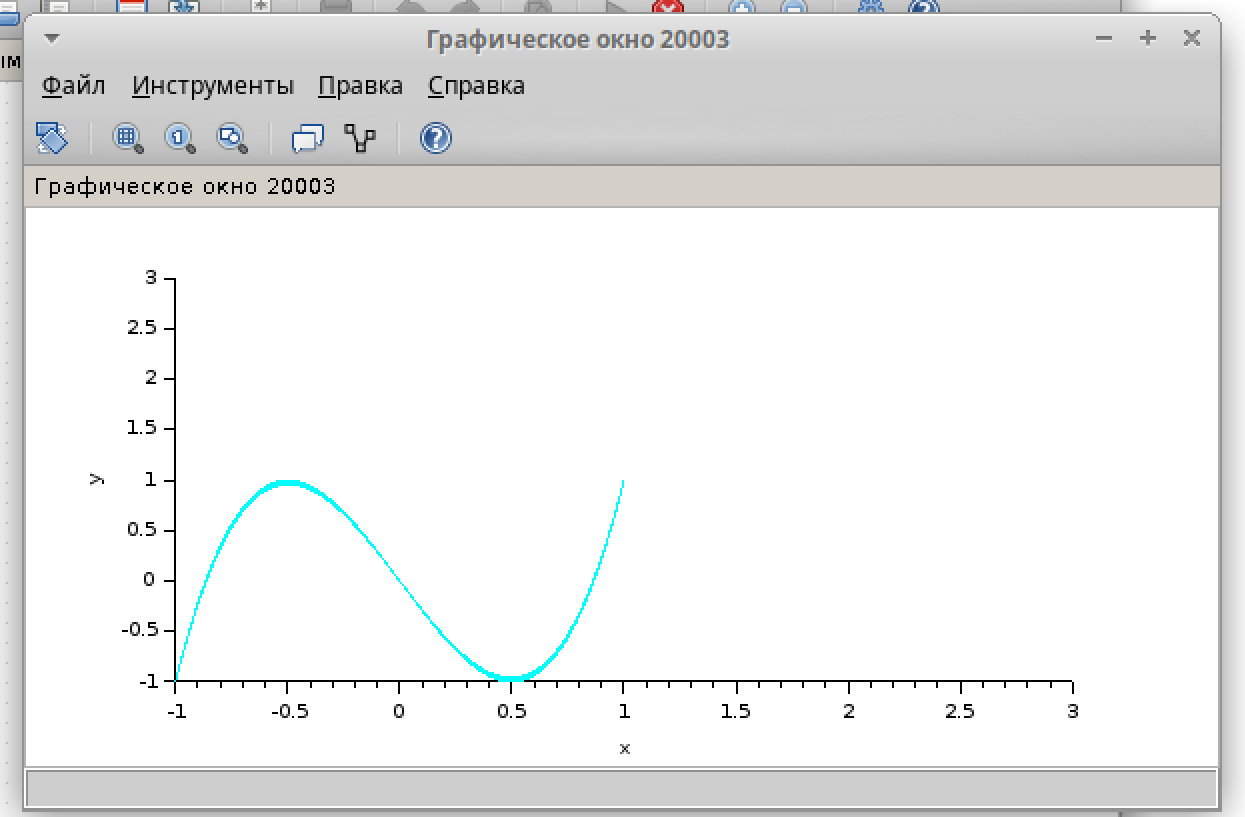 Графическое окно 20003
Файл Инструменты Правка Справка
Графическое окно 20003
3
2.5
2
1.5
y
1
0.5
0
-0.5
-1
-1 -0.5 0 0.5 1 1.5 2 2.5 3
x